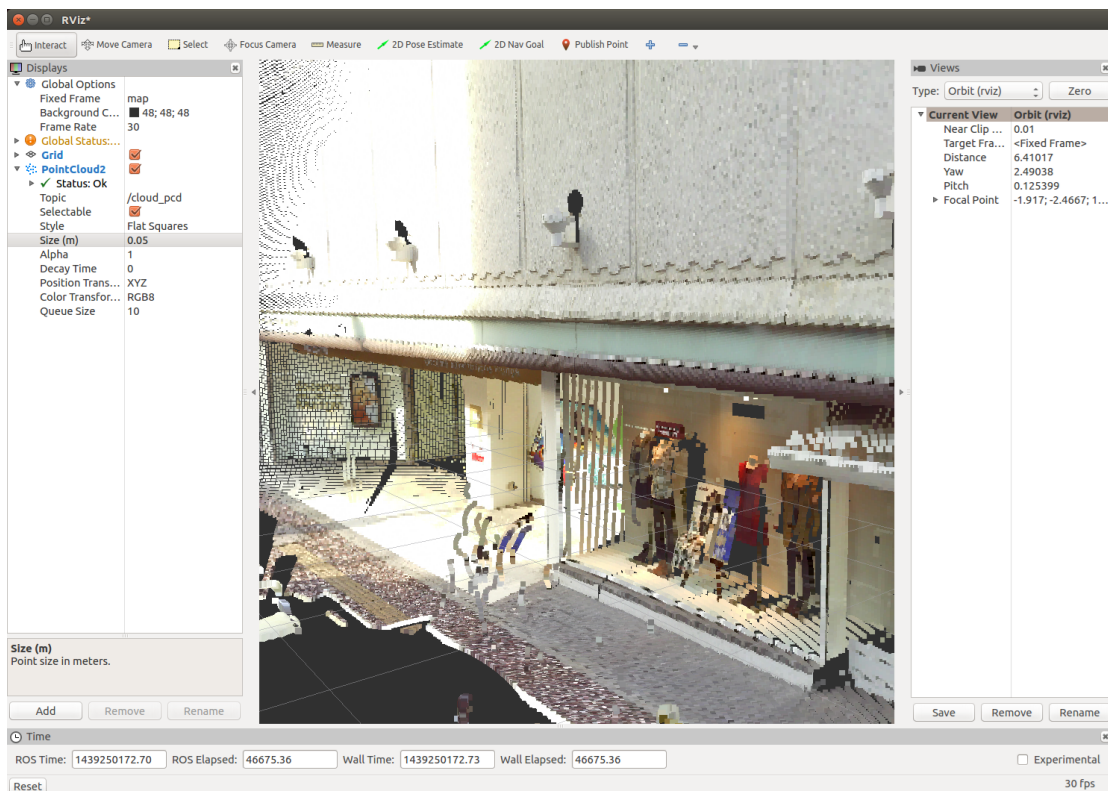 RViz*
Interact Move Camera Select Focus Camera Measure 2D Pose Estimate 2D Nav Goal Publish Point
Displays
Global Options
Fixed Frame map
Background C... 48; 48; 48
Frame Rate 30
Global Status:...
Grid
PointCloud2
Status: Ok
Topic /cloud_pcd
Selectable
Style Flat Squares
Size (m) 0.05
Alpha 1
Decay Time 0
Position Trans... XYZ
Color Transfor... RGB8
Queue Size 10
Size (m)
Point size in meters.
Add Remove Rename
Views
Type: Orbit (rviz) Zero
Current View Orbit (rviz)
Near Clip ... 0.01
Target Fra... <Fixed Frame>
Distance 6.41017
Yaw 2.49038
Pitch 0.125399
Focal Point -1.917; -2.4667; 1...
Save Remove Rename
Time
ROS Time: 1439250172.70 ROS Elapsed: 46675.36 Wall Time: 1439250172.73 Wall Elapsed: 46675.36 Experimental
Reset 30 fps